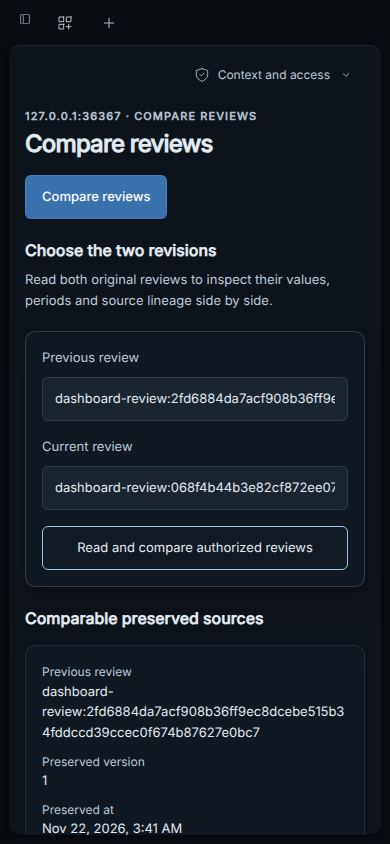 Context and access
127.0.0.1:36367 · COMPARE REVIEWS
Compare reviews
Compare reviews
Choose the two revisions
Read both original reviews to inspect their values,
periods and source lineage side by side.
Previous review
dashboard-review:2fd6884da7acf908b36ff9e
Current review
dashboard-review:068f4b44b3e82cf872ee07
Read and compare authorized reviews
Comparable preserved sources
Previous review
dashboard-
review:2fd6884da7acf908b36ff9ec8dcebe515b3
4fddccd39ccec0f674b87627e0bc7
Preserved version
1
Preserved at
Nov 22, 2026, 3:41 AM